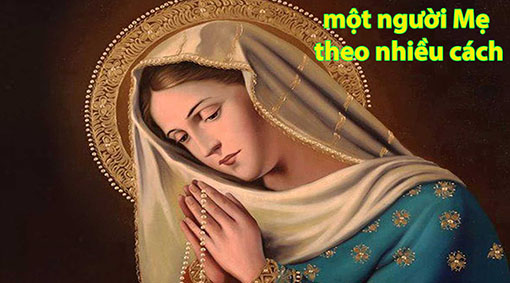 một người Mẹ
theo nhiều cách